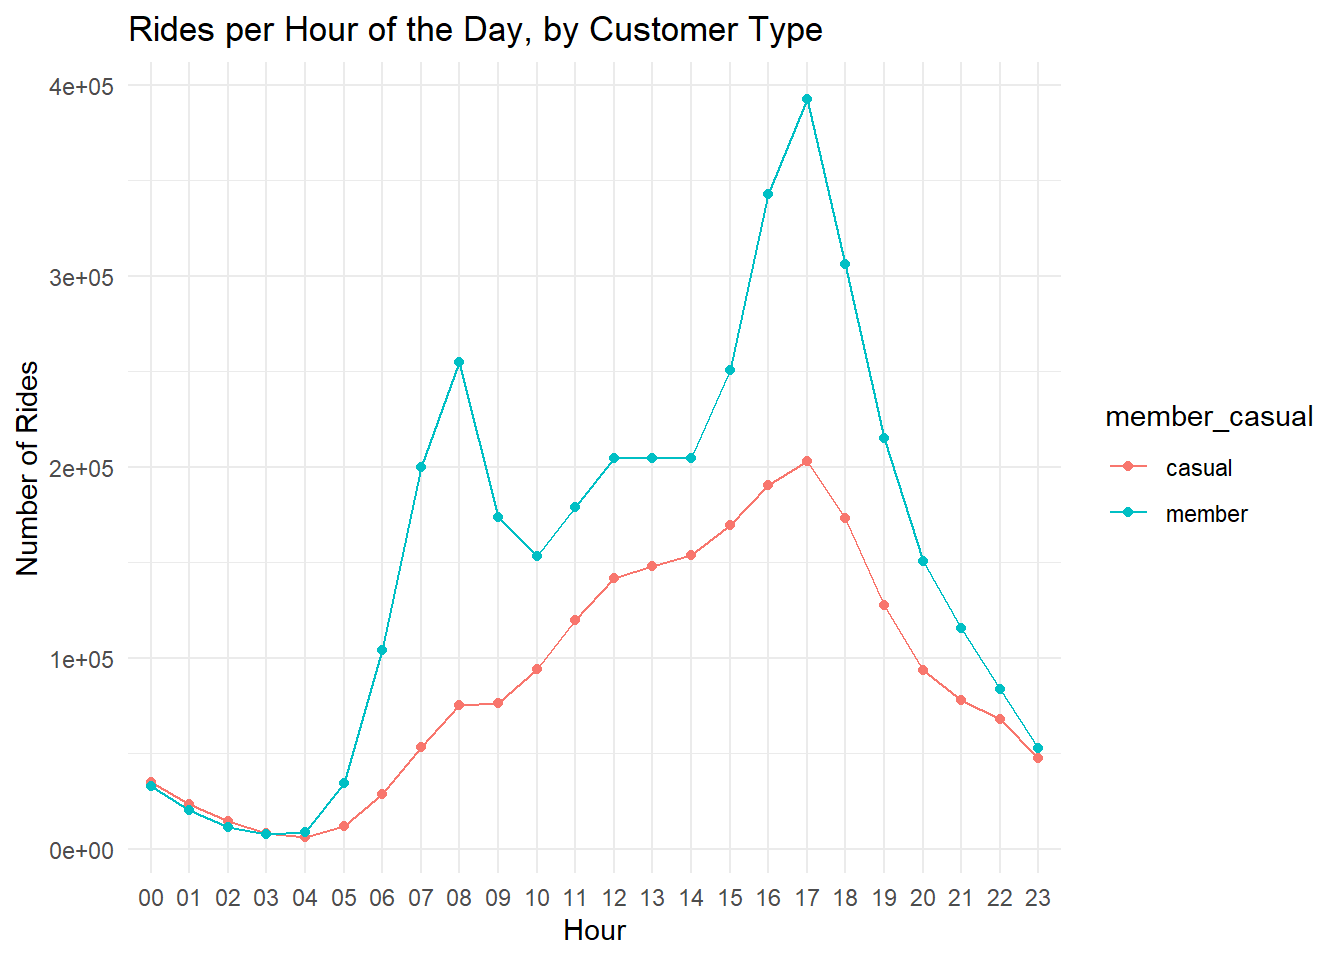 Rides per Hour of the Day, by Customer Type
4e+05
3e+05
2e+05
1e+05
0e+00
Number of Rides
00 01 02 03 04 05 06 07 08 09 10 11 12 13 14 15 16 17 18 19 20 21 22 23
Hour
member_casual
casual
member